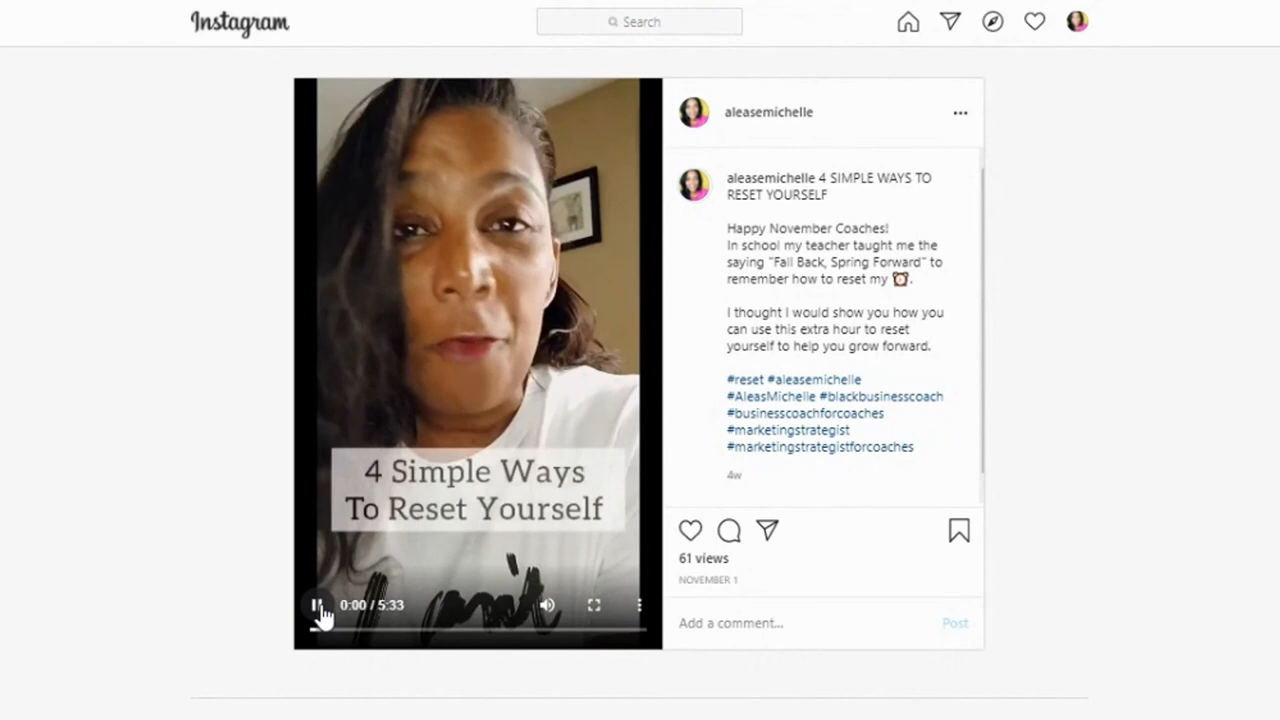 Instagram
Search
aleasemichelle
aleasemichelle 4 SIMPLE WAYS TO
RESET YOURSELF
Happy November Coaches!
In school my teacher taught me the
saying "Fall Back, Spring Forward" to
remember how to reset my ⏰.
I thought I would show you how you
can use this extra hour to reset
yourself to help you grow forward.
#reset #aleasemichelle
#AleasMichelle #blackbusinesscoach
#businesscoachforcoaches
#marketingstrategist
#marketingstrategistforcoaches
4w
4 Simple Ways
To Reset Yourself
0:00 / 5:33
61 views
NOVEMBER 1
Add a comment...
Post